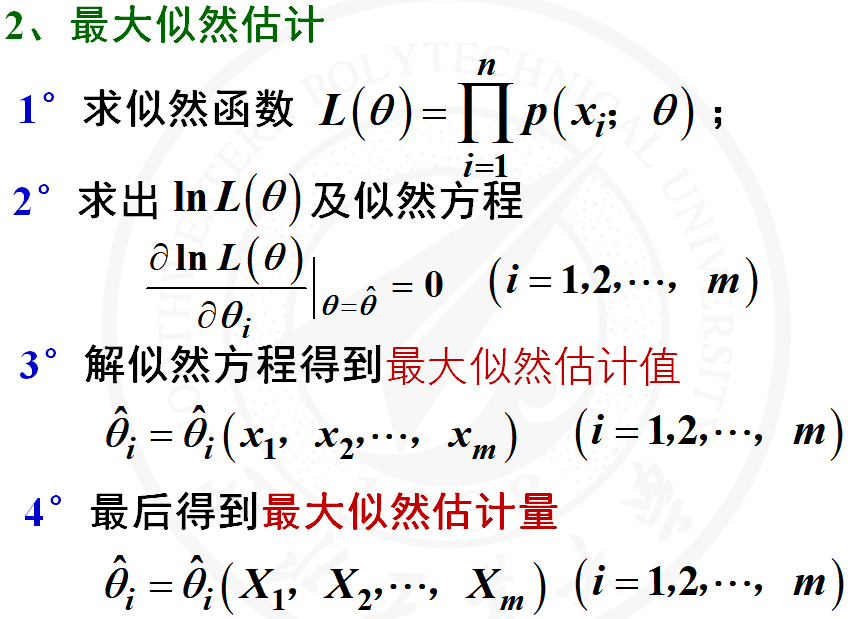 2、最大似然估计
1° 求似然函数 L(θ)=∏_{i=1}^{n} p(x_i; θ) ;
2° 求出 ln L(θ) 及似然方程
∂ ln L(θ)/∂θ_i |_{θ=θ̂} = 0 (i = 1,2,⋯, m)
3° 解似然方程得到最大似然估计值
θ̂_i = θ̂_i(x_1, x_2,⋯, x_m) (i = 1,2,⋯, m)
4° 最后得到最大似然估计量
θ̂_i = θ̂_i(X_1, X_2,⋯, X_m) (i = 1,2,⋯, m)